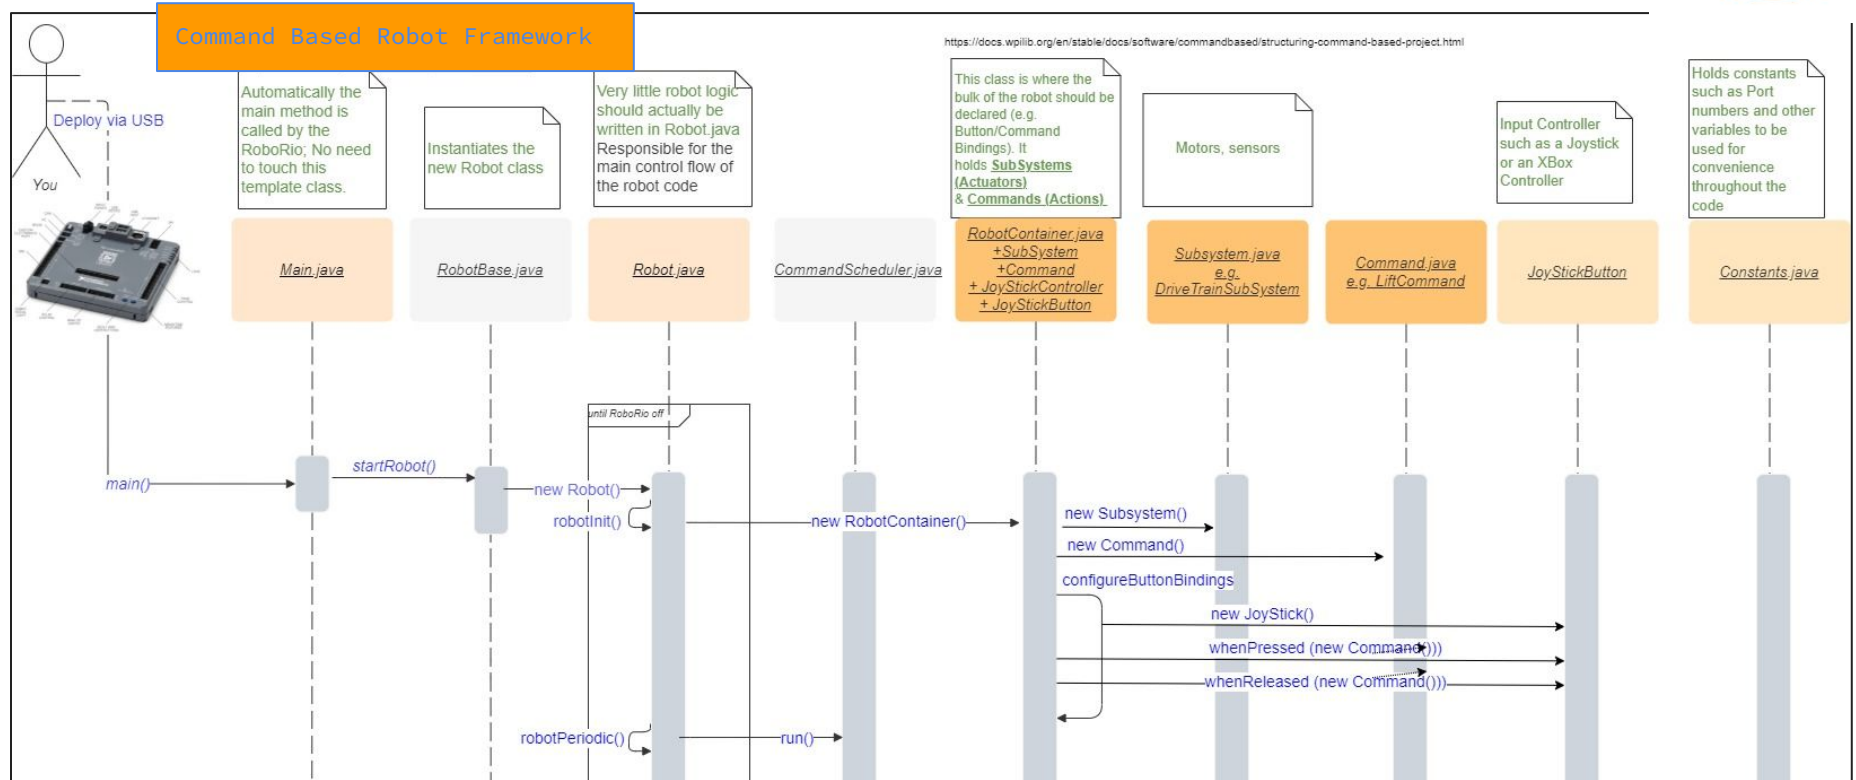 Command Based Robot Framework
https://docs.wpilib.org/en/stable/docs/software/commandbased/structuring-command-based-project.html
Deploy via USB
You
Automatically the
main method is
called by the
RoboRio; No need
to touch this
template class.
Instantiates the
new Robot class
Very little robot logic
should actually be
written in Robot.java
Responsible for the
main control flow of
the robot code
This class is where the
bulk of the robot should be
declared (e.g.
Button/Command
Bindings). It
holds SubSystems
(Actuators)
& Commands (Actions)
Motors, sensors
Input Controller
such as a Joystick
or an XBox
Controller
Holds constants
such as Port
numbers and other
variables to be
used for
convenience
throughout the
code
Main.java
RobotBase.java
Robot.java
CommandScheduler.java
RobotContainer.java
+SubSystem
+Command
+ JoyStickController
+ JoyStickButton
Subsystem.java
e.g.
DriveTrainSubSystem
Command.java
e.g. LiftCommand
JoyStickButton
Constants.java
until RoboRio off
main()
startRobot()
new Robot()
robotInit()
new RobotContainer()
new Subsystem()
new Command()
configureButtonBindings
new JoyStick()
whenPressed (new Command()))
whenReleased (new Command()))
robotPeriodic()
run()